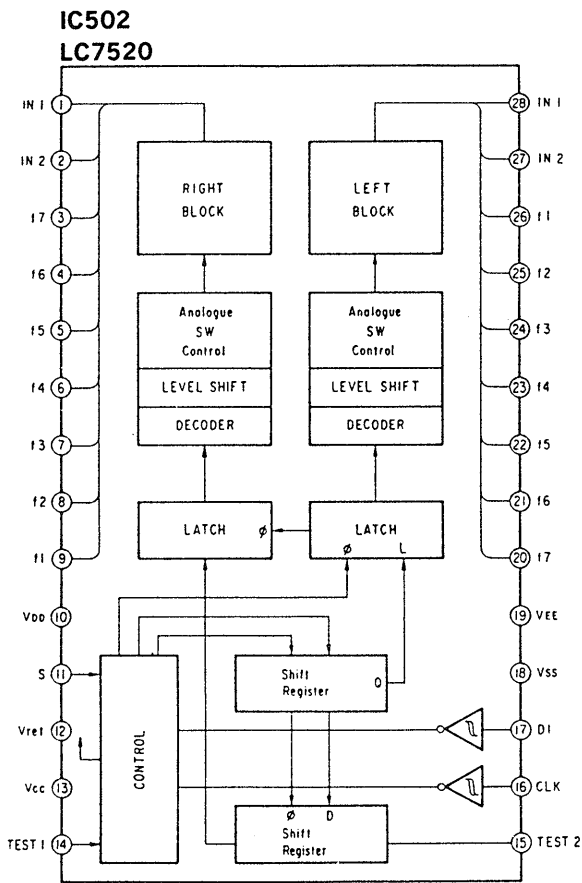 IC502
LC7520
IN 1 1
IN 2 2
f7 3
f6 4
f5 5
f4 6
f3 7
f2 8
f1 9
VDD 10
S 11
Vref 12
Vcc 13
TEST 1 14
RIGHT
BLOCK
Analogue
SW
Control
LEVEL SHIFT
DECODER
LATCH Ø
LEFT
BLOCK
Analogue
SW
Control
LEVEL SHIFT
DECODER
LATCH
Ø L
CONTROL
Shift
Register O
Ø D
Shift
Register
28 IN 1
27 IN 2
26 f1
25 f2
24 f3
23 f4
22 f5
21 f6
20 f7
19 VEE
18 VSS
17 DI
16 CLK
15 TEST 2